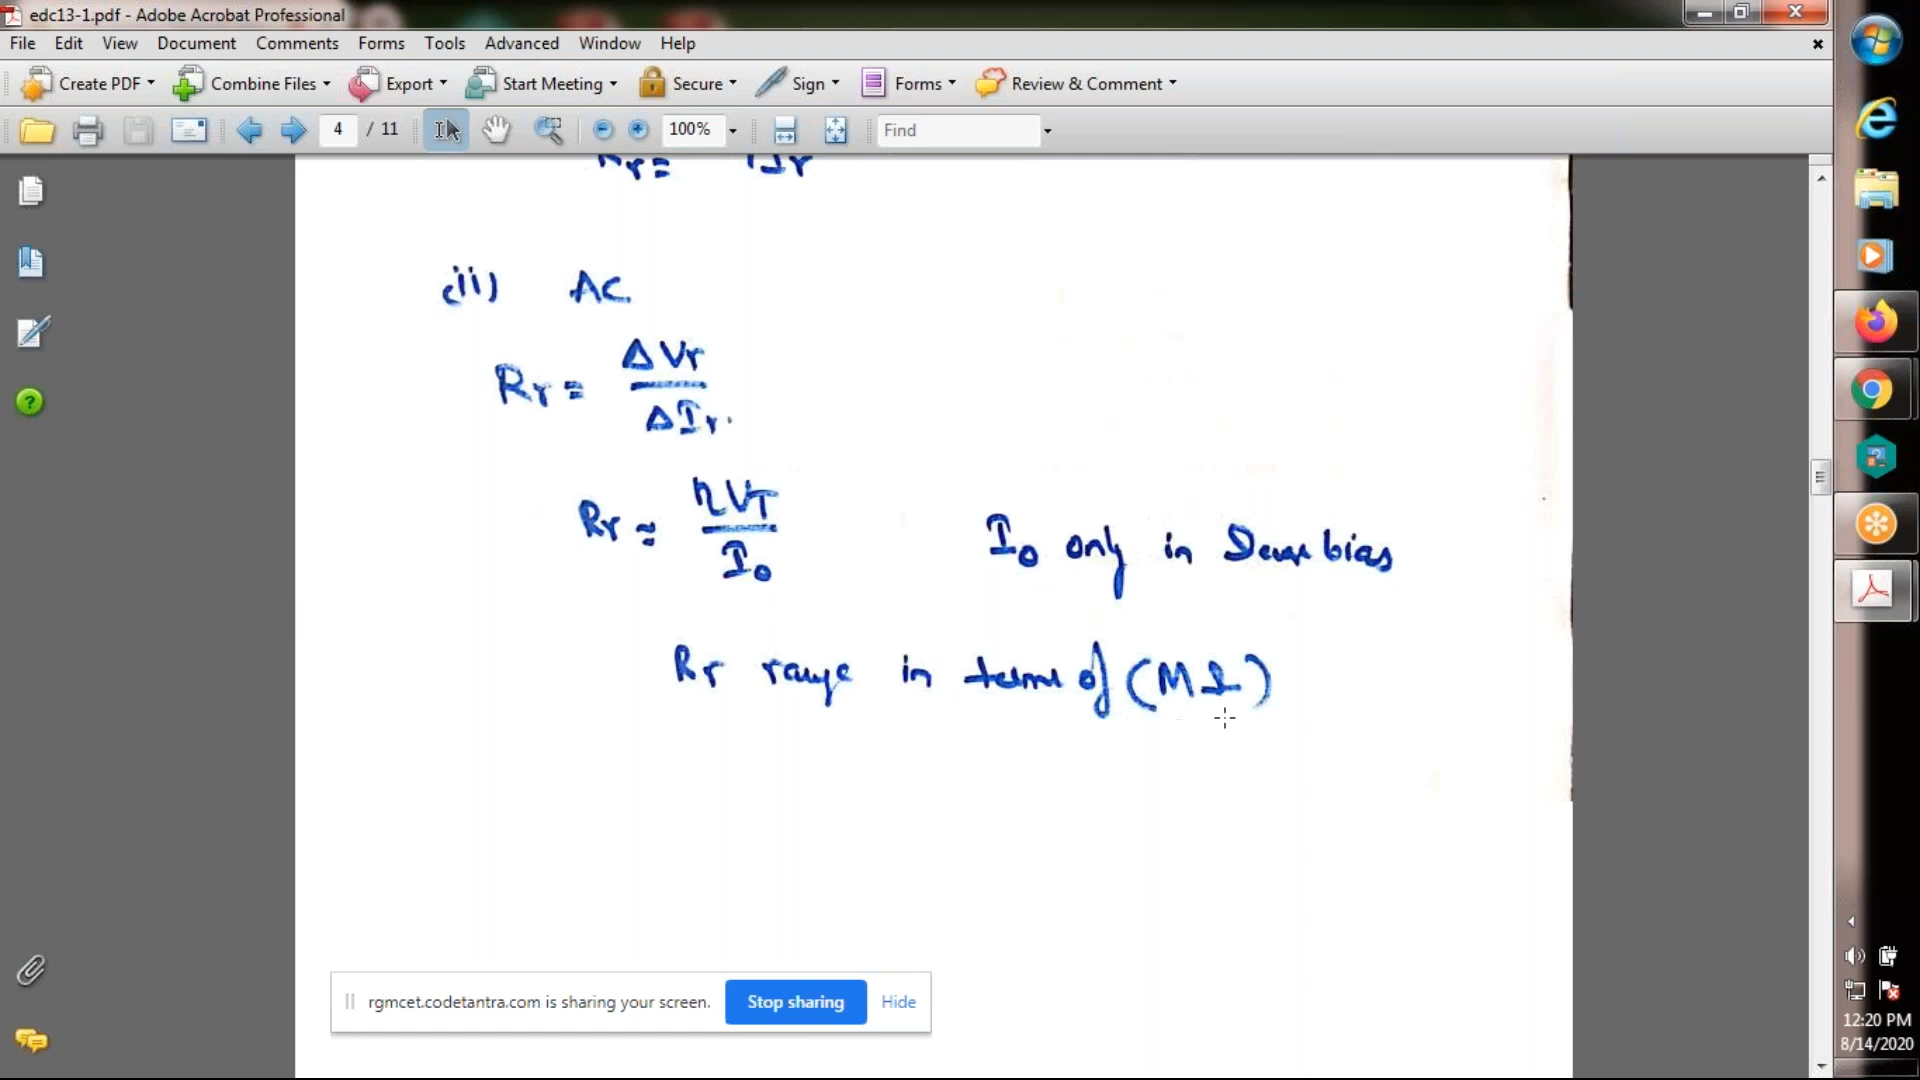 edc13-1.pdf - Adobe Acrobat Professional
File Edit View Document Comments Forms Tools Advanced Window Help
Create PDF Combine Files Export Start Meeting Secure Sign Forms Review & Comment
4 / 11 100% Find
(ii) AC
Rr = ΔVr / ΔIr.
Rr ≈ ηVT / I0
I0 only in bias
Rr range in terms of (MΩ)
rgmcet.codetantra.com is sharing your screen. Stop sharing Hide
12:20 PM
8/14/2020